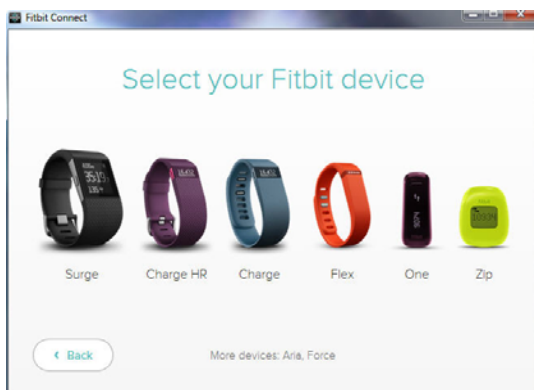 Fitbit Connect
Select your Fitbit device
Surge
Charge HR
Charge
Flex
One
Zip
‹ Back
More devices: Aria, Force